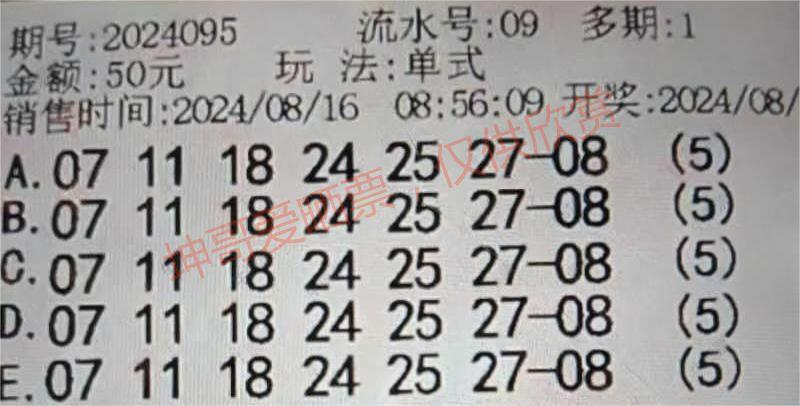 期号:2024095 流水号:09 多期:1
金额:50元 玩 法:单式
销售时间:2024/08/16 08:56:09 开奖:2024/08/
A.07 11 18 24 25 27-08 (5)
B.07 11 18 24 25 27-08 (5)
C.07 11 18 24 25 27-08 (5)
D.07 11 18 24 25 27-08 (5)
E.07 11 18 24 25 27-08 (5)
坤哥爱晒票，仅供欣赏